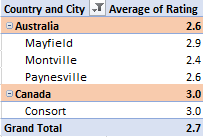 Country and City Average of Rating
Australia 2.6
Mayfield 2.9
Montville 2.4
Paynesville 2.6
Canada 3.0
Consort 3.0
Grand Total 2.7